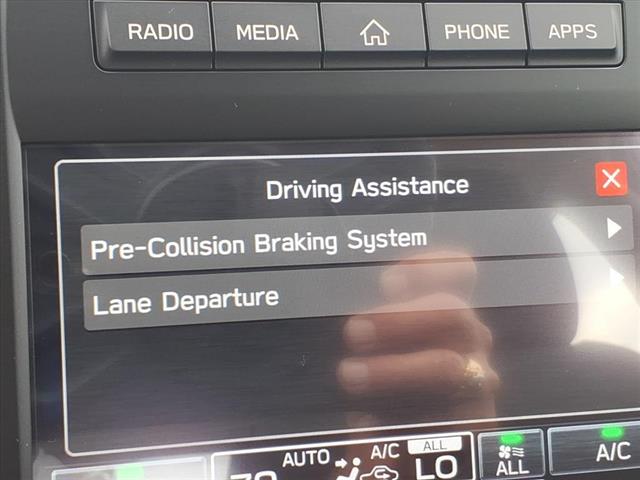 RADIO MEDIA PHONE APPS
Driving Assistance
Pre-Collision Braking System
Lane Departure
AUTO A/C ALL
LO ALL A/C